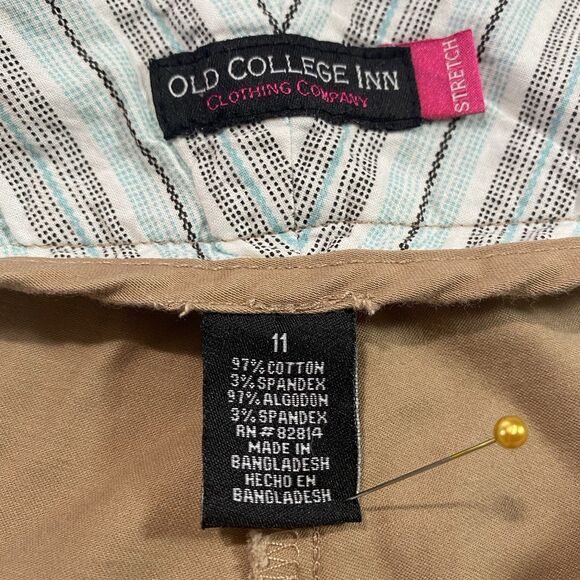 OLD COLLEGE INN
CLOTHING COMPANY
STRETCH
11
97% COTTON
3% SPANDEX
97% ALGODON
3% SPANDEX
RN # 82814
MADE IN
BANGLADESH
HECHO EN
BANGLADESH